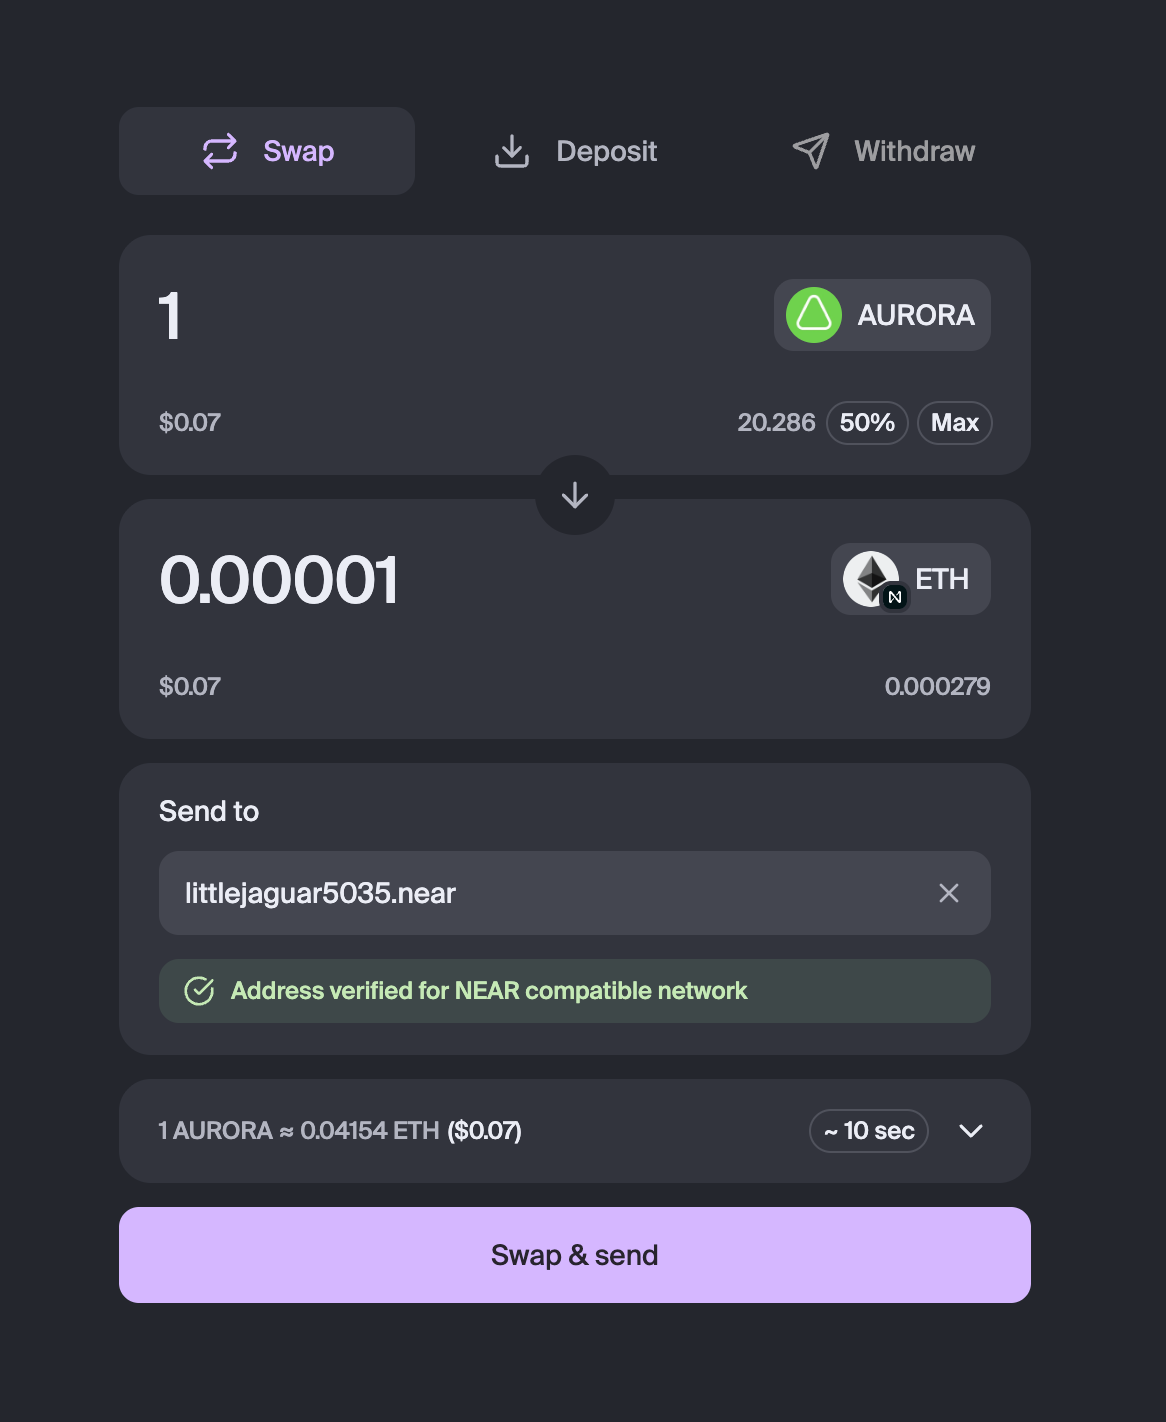 Swap Deposit Withdraw
1 AURORA
$0.07 20.286 50% Max
0.00001 ETH
$0.07 0.000279
Send to
littlejaguar5035.near
Address verified for NEAR compatible network
1 AURORA ≈ 0.04154 ETH ($0.07) ~ 10 sec
Swap & send